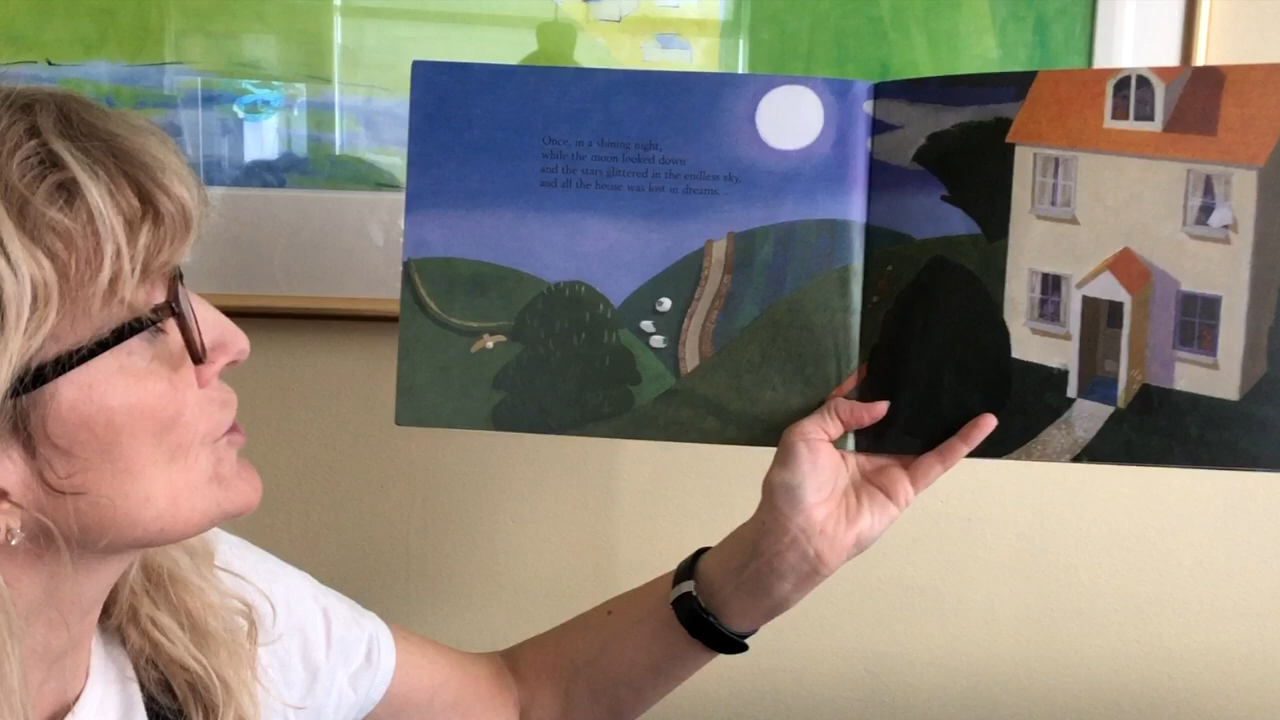 Once, in a shining night,
while the moon looked down
and the stars glittered in the endless sky,
and all the house was lost in dreams...